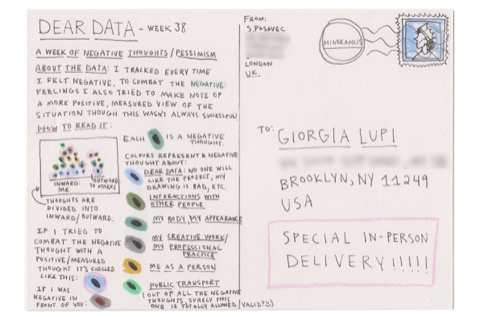 DEAR DATA - WEEK 38
A WEEK OF NEGATIVE THOUGHTS/PESSIMISM
ABOUT THE DATA: I TRACKED EVERY TIME
I FELT NEGATIVE, TO COMBAT THE NEGATIVE
FEELINGS I ALSO TRIED TO MAKE NOTE OF
A MORE POSITIVE, MEASURED VIEW OF THE
SITUATION THOUGH THIS WASN'T ALWAYS SUCCESSFUL!
HOW TO READ IT:
INWARD:
ME
OUTWARD
TO OTHERS
THOUGHTS ARE
DIVIDED INTO
INWARD/OUTWARD.
IF I TRIED TO
COMBAT THE NEGATIVE
THOUGHT WITH A
POSITIVE/MEASURED
THOUGHT IT'S CIRCLED
LIKE THIS:
IF I WAS
NEGATIVE IN
FRONT OF YOU:
EACH IS A NEGATIVE
THOUGHT.
COLOURS REPRESENT A NEGATIVE
THOUGHT ABOUT:
DEAR DATA: NO ONE WILL
LIKE THE PROJECT, MY
DRAWING IS BAD, ETC.
INTERACTIONS WITH
OTHER PEOPLE
MY BODY, MY APPEARANCE
MY CREATIVE WORK/
MY PROFESSIONAL
PRACTICE
ME AS A PERSON
PUBLIC TRANSPORT
(OUT OF ALL THE NEGATIVE
THOUGHTS, SURELY THIS
ONE IS TOTALLY ALLOWED/VALID?!)
FROM:
S. POSAVEC
LONDON
U.K.
MINNEAPOLIS
TO: GIORGIA LUPI
BROOKLYN, NY 11249
USA
SPECIAL IN-PERSON
DELIVERY!!!!!